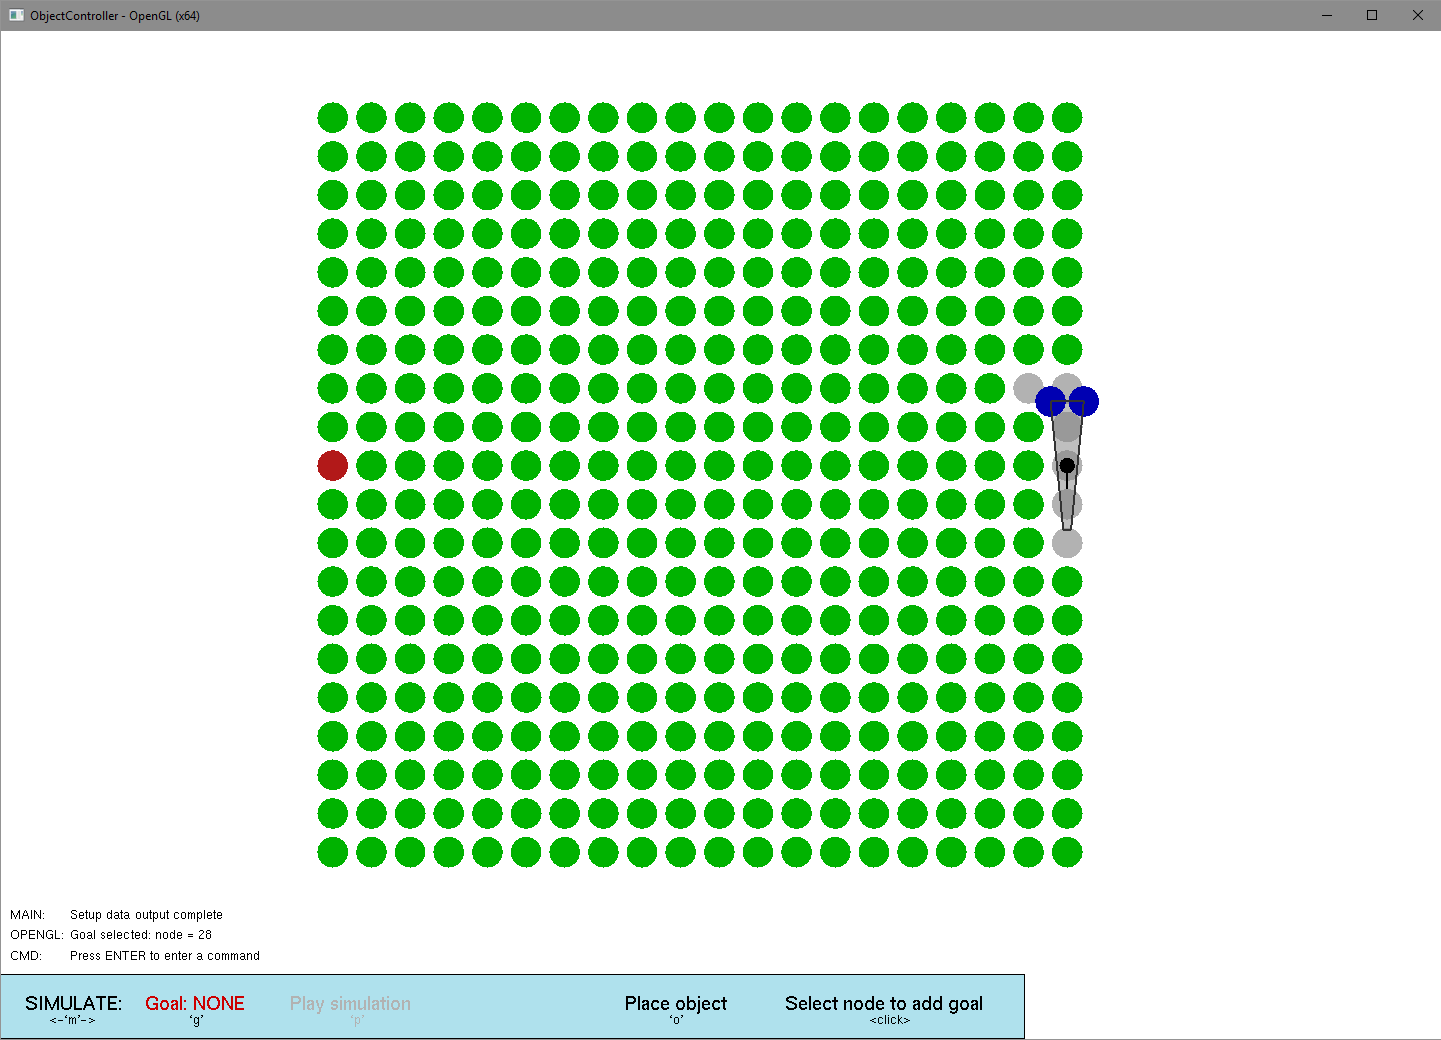 ObjectController - OpenGL (x64)
MAIN: Setup data output complete
OPENGL: Goal selected: node = 28
CMD: Press ENTER to enter a command
SIMULATE: Goal: NONE Play simulation Place object Select node to add goal
<-'m'-> 'g' 'p' 'o' <click>